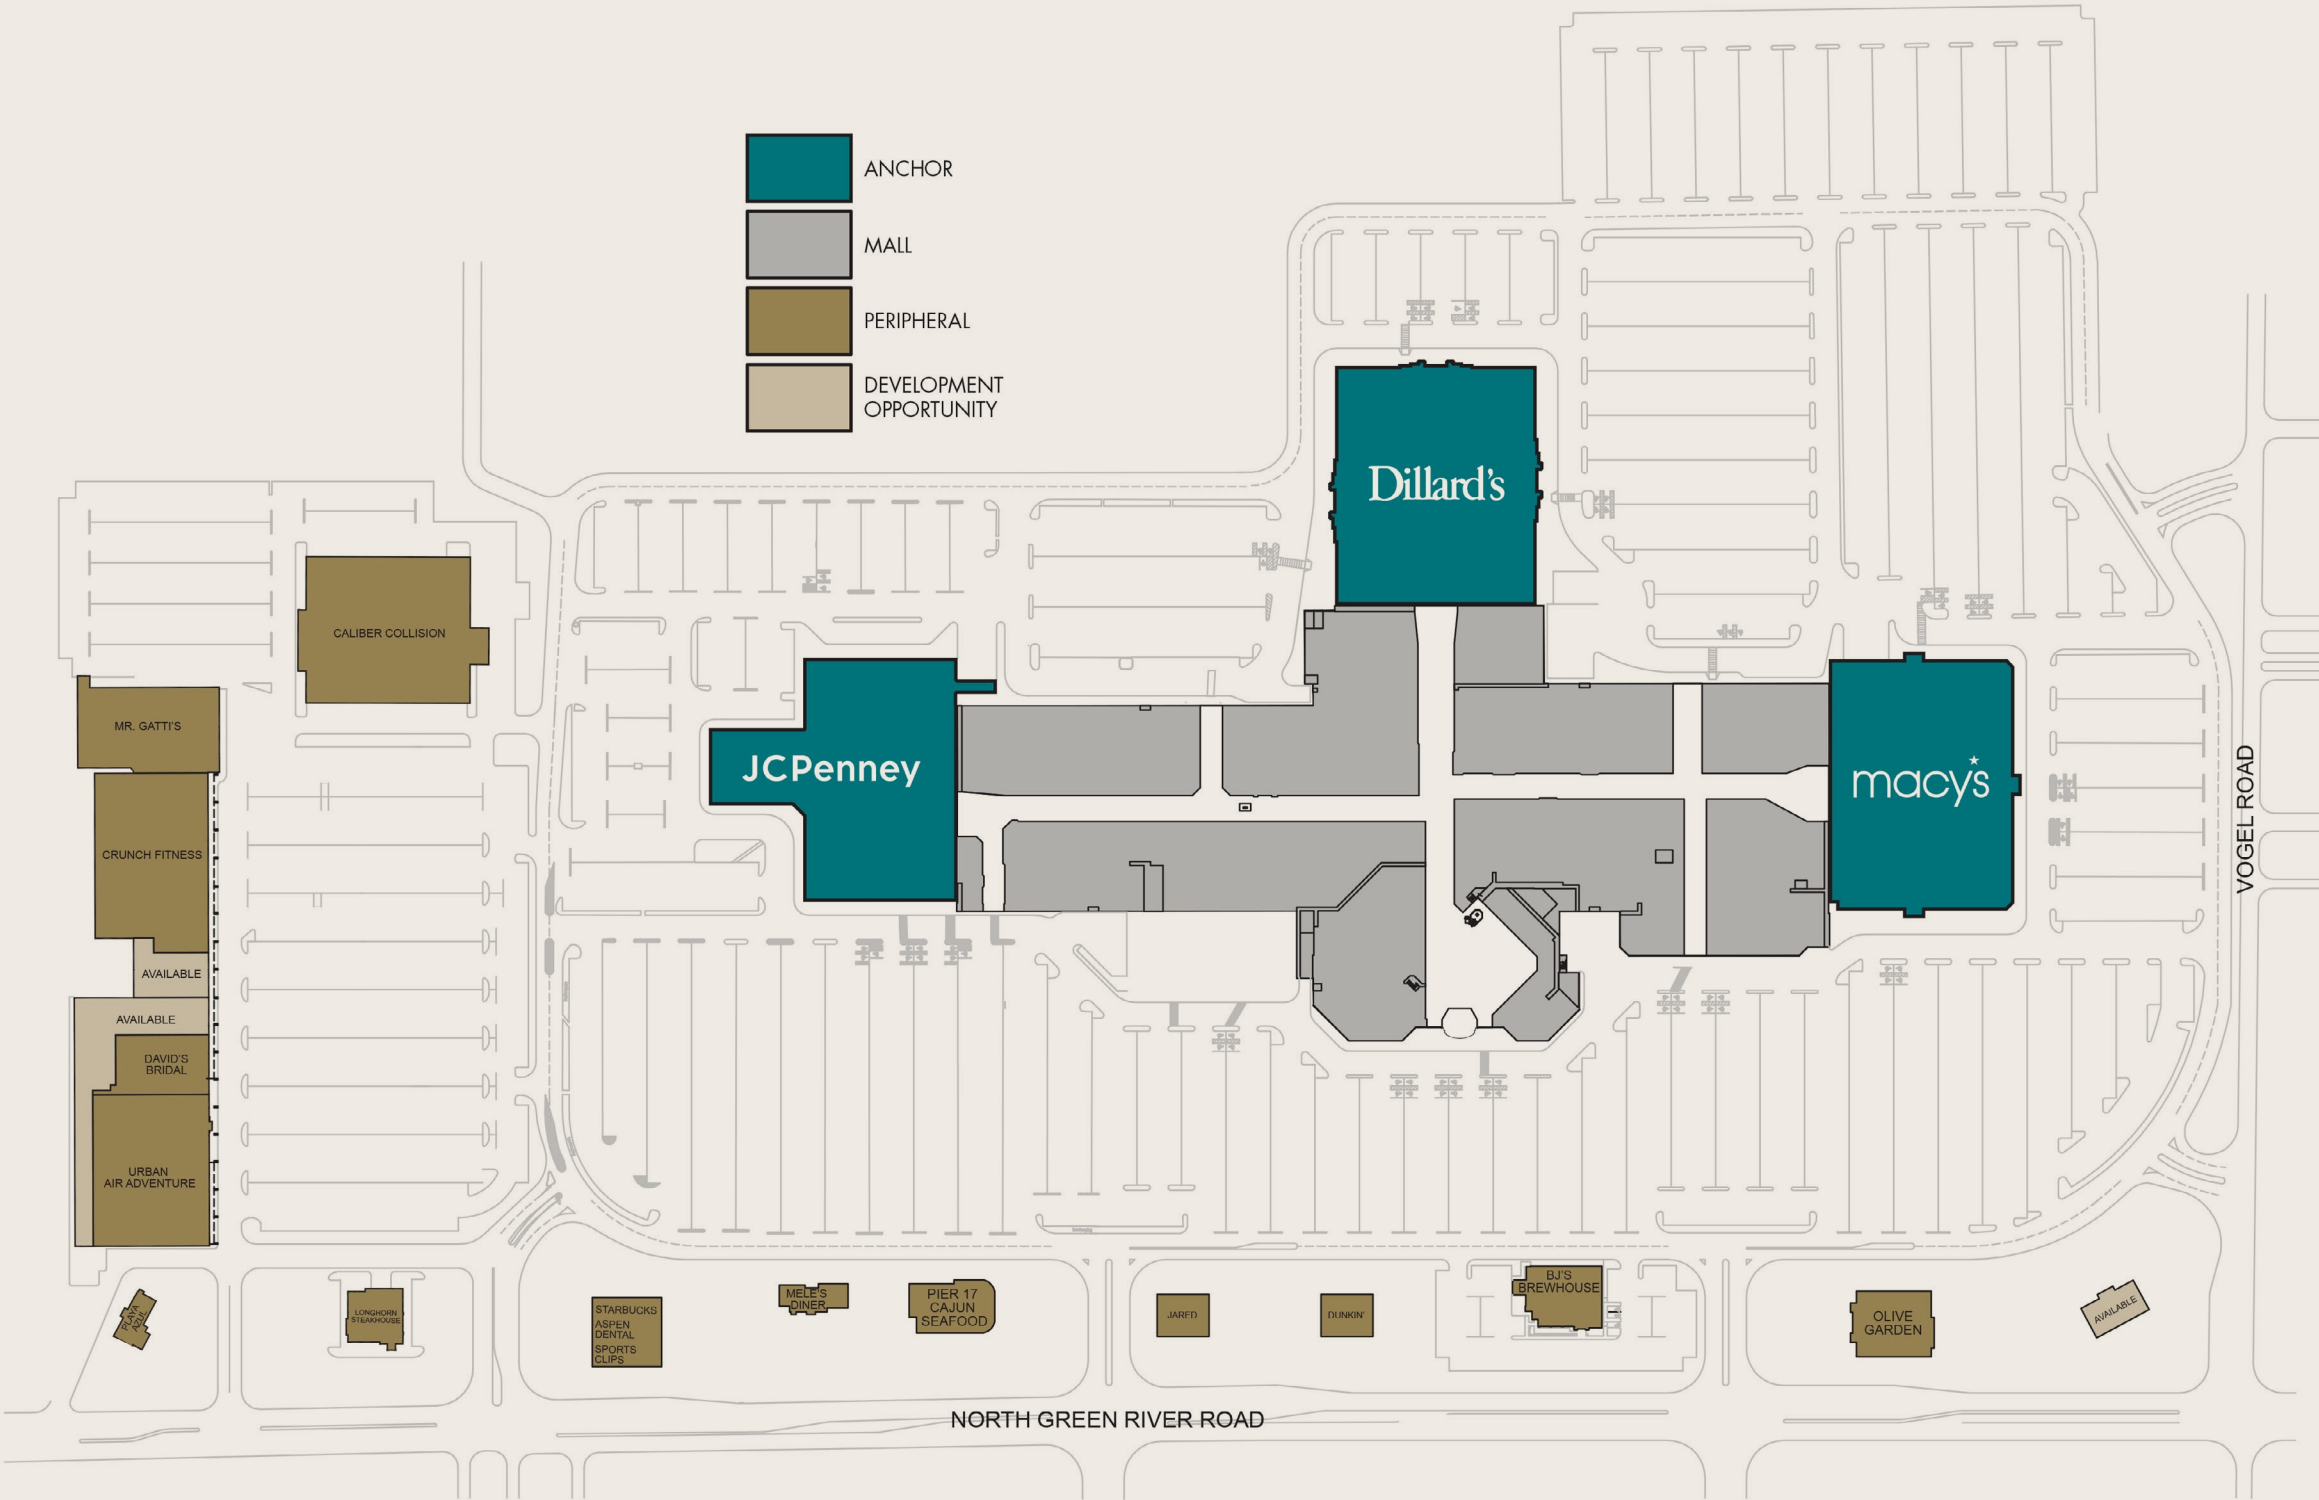 ANCHOR
MALL
PERIPHERAL
DEVELOPMENT
OPPORTUNITY
Dillard's
CALIBER COLLISION
MR. GATTI'S
JCPenney
macy's
VOGEL ROAD
CRUNCH FITNESS
AVAILABLE
AVAILABLE
DAVID'S
BRIDAL
URBAN
AIR ADVENTURE
PLAYA
AZUL
LONGHORN
STEAKHOUSE
STARBUCKS
ASPEN
DENTAL
SPORTS
CLIPS
MELE'S
DINER
PIER 17
CAJUN
SEAFOOD
JARED
DUNKIN'
BJ'S
BREWHOUSE
OLIVE
GARDEN
AVAILABLE
NORTH GREEN RIVER ROAD